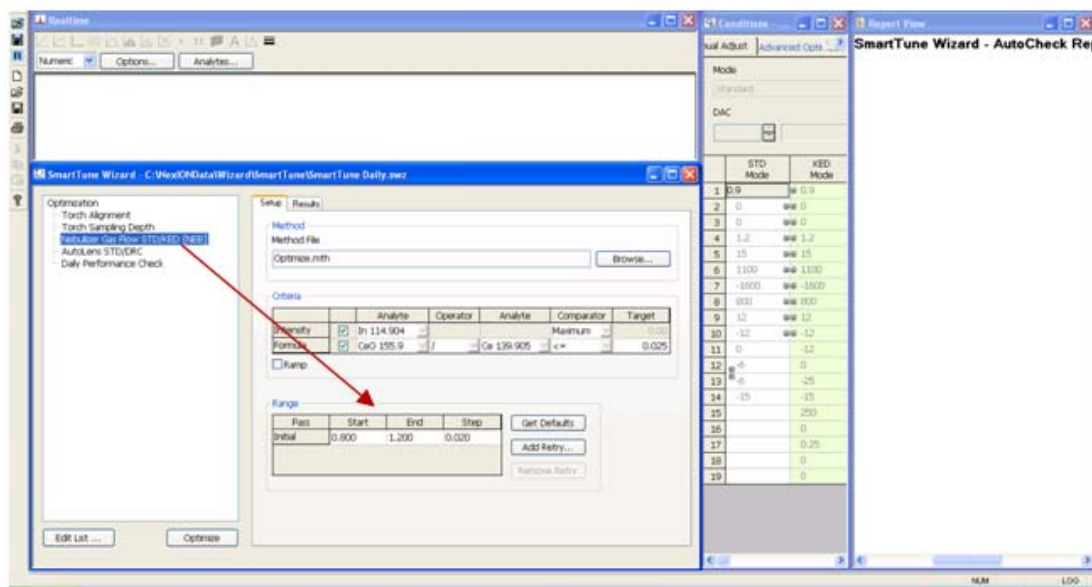 Realtime
Numeric
Options...
Analytes...
SmartTune Wizard - C:\NexIONData\Wizard\SmartTune\SmartTune Daily.swz
Optimization
Torch Alignment
Torch Sampling Depth
Nebulizer Gas Flow STD/KED [NEB]
AutoLens STD/DRC
Daily Performance Check
Edit List ...
Optimize
Setup Results
Method
Method File
Optimize.mth
Browse...
Criteria
Analyte Operator Analyte Comparator Target
Intensity In 114.904 Maximum 0.00
Formula CeO 155.9 / Ce 139.905 <= 0.025
Ramp
Range
Pass Start End Step
Initial 0.800 1.200 0.020
Get Defaults
Add Retry...
Remove Retry
Conditions - ...
ual Adjust Advanced Opti
Mode
Standard
DAC
STD Mode KED Mode
1 0.9 0.9
2 0 0
3 0 0
4 1.2 1.2
5 15 15
6 1100 1100
7 -1600 -1600
8 800 800
9 12 12
10 -12 -12
11 0 -12
12 -6 0
13 -6 -25
14 -15 -15
15 250
16 0
17 0.25
18 0
19 0
Report View
SmartTune Wizard - AutoCheck Rep
NUM LOG